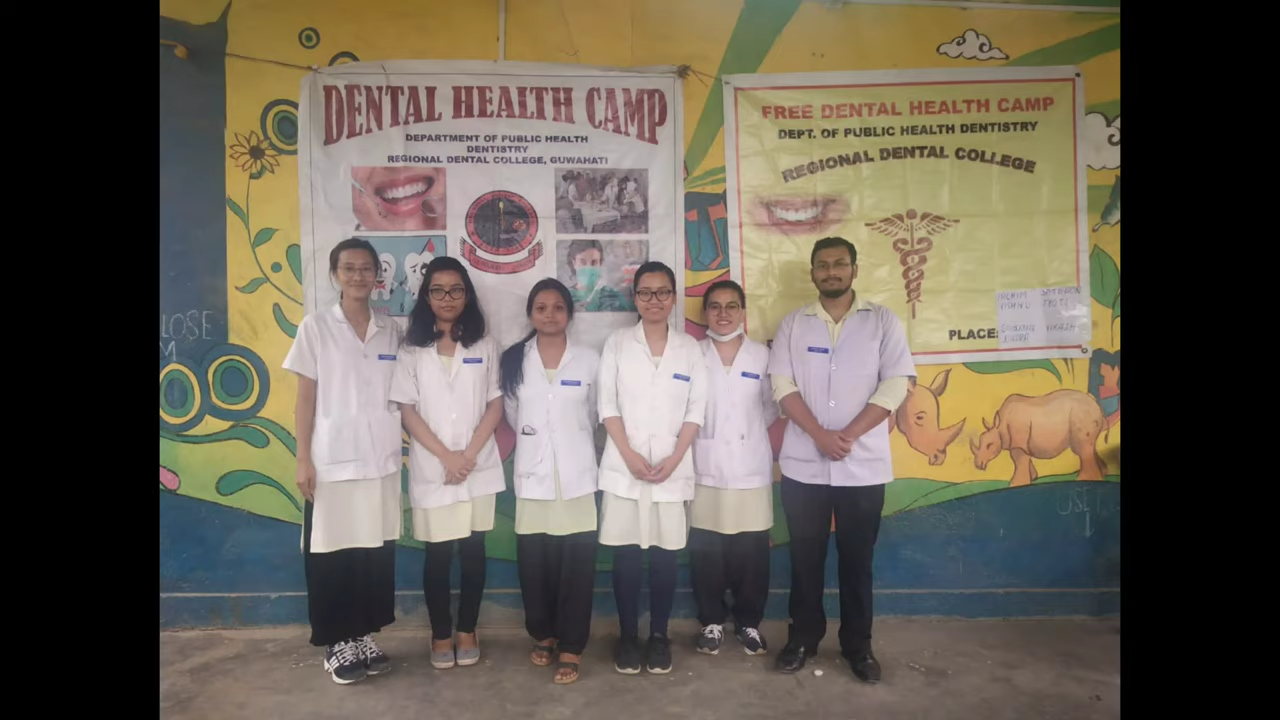 DENTAL HEALTH CAMP
DEPARTMENT OF PUBLIC HEALTH
DENTISTRY
REGIONAL DENTAL COLLEGE, GUWAHATI
FREE DENTAL HEALTH CAMP
DEPT. OF PUBLIC HEALTH DENTISTRY
REGIONAL DENTAL COLLEGE
PLACE:
LOSE
M
USE